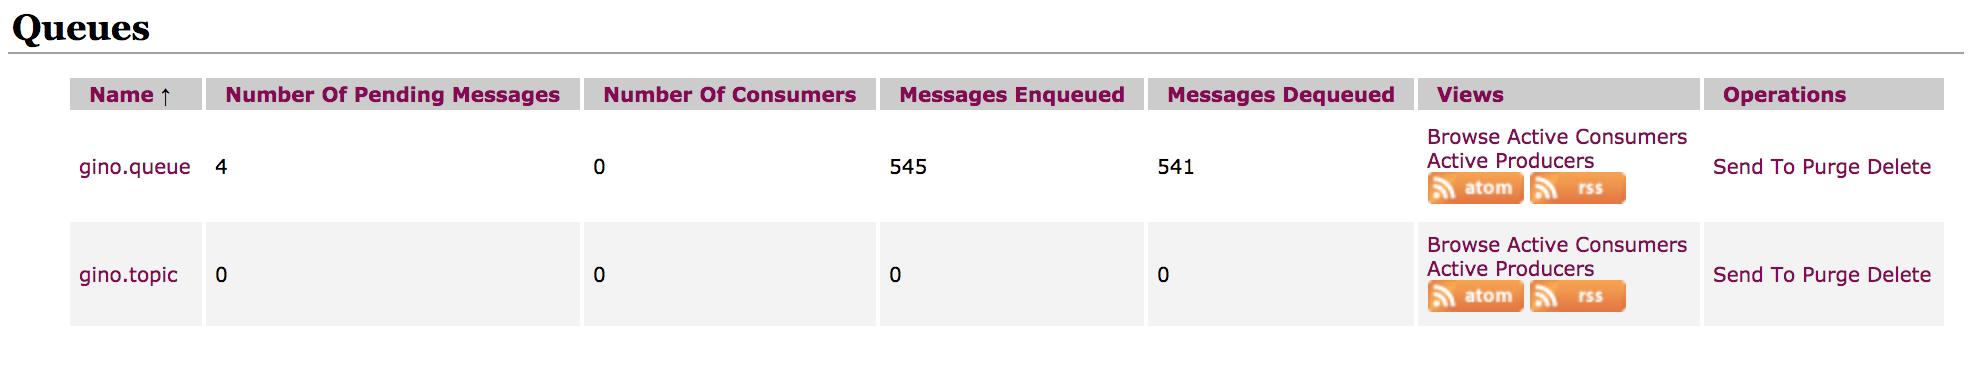 Queues
Name ↑ Number Of Pending Messages Number Of Consumers Messages Enqueued Messages Dequeued Views Operations
gino.queue 4 0 545 541 Browse Active Consumers Send To Purge Delete
Active Producers
atom rss
gino.topic 0 0 0 0 Browse Active Consumers Send To Purge Delete
Active Producers
atom rss